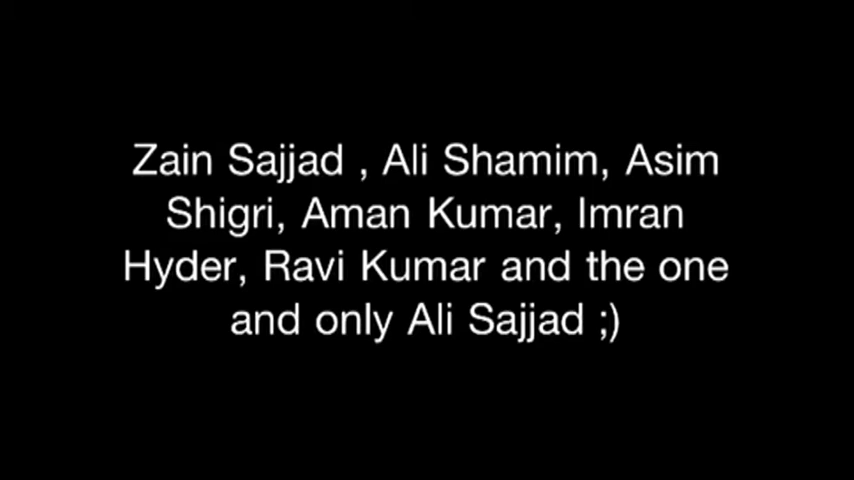 Zain Sajjad , Ali Shamim, Asim
Shigri, Aman Kumar, Imran
Hyder, Ravi Kumar and the one
and only Ali Sajjad ;)